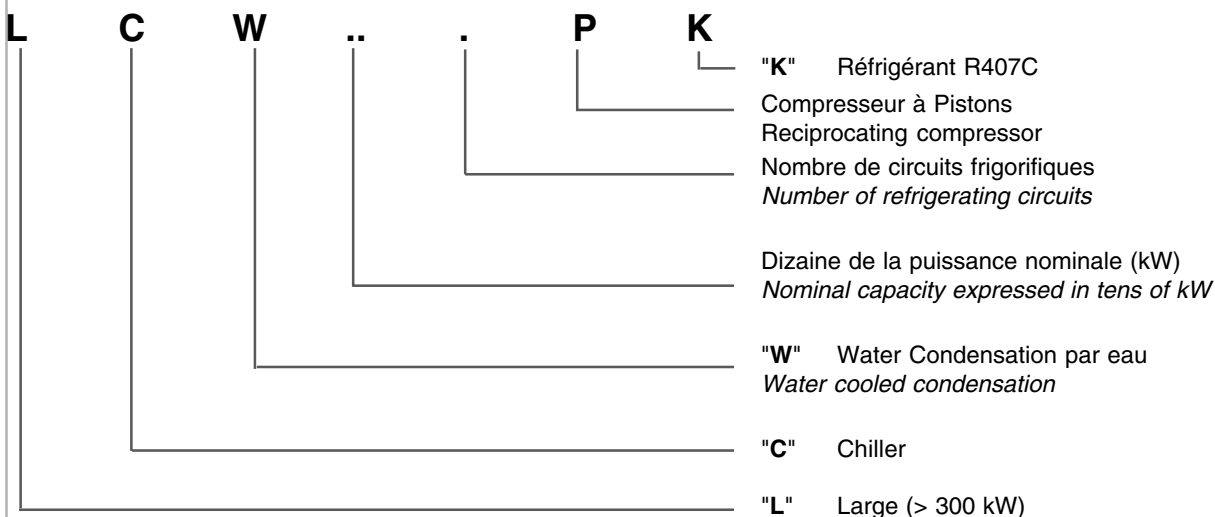 L C W .. . P K
"K" Réfrigérant R407C
Compresseur à Pistons
Reciprocating compressor
Nombre de circuits frigorifiques
Number of refrigerating circuits
Dizaine de la puissance nominale (kW)
Nominal capacity expressed in tens of kW
"W" Water Condensation par eau
Water cooled condensation
"C" Chiller
"L" Large (> 300 kW)